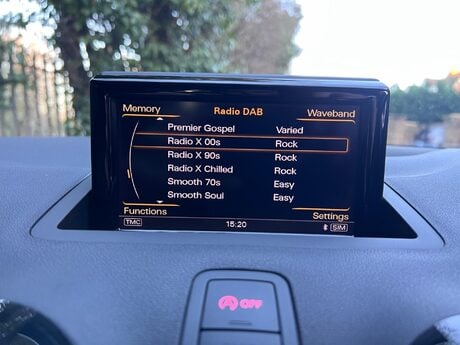 Memory Radio DAB Waveband
Premier Gospel Varied
Radio X 00s Rock
Radio X 90s Rock
Radio X Chilled Rock
Smooth 70s Easy
Smooth Soul Easy
Functions Settings
TMC 15:20 SIM
A OFF